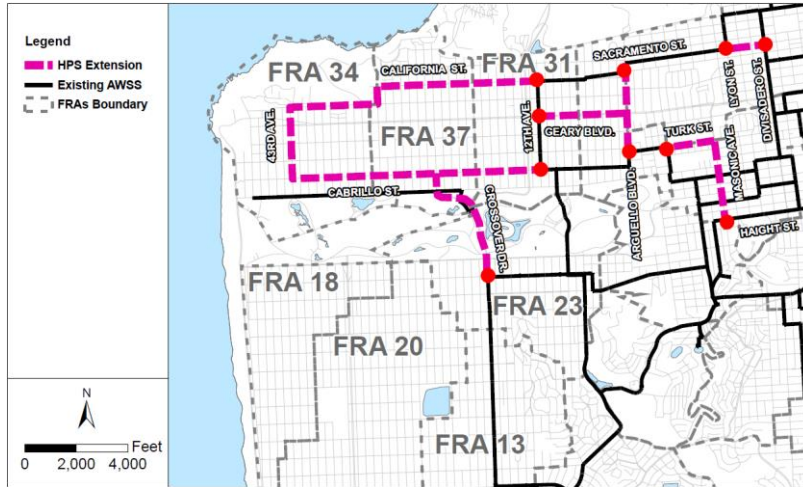 Legend
HPS Extension
Existing AWSS
FRAs Boundary
N
Feet
0 2,000 4,000
FRA 34
CALIFORNIA ST.
FRA 31
SACRAMENTO ST.
LYON ST.
DIVISADERO ST.
43RD AVE.
FRA 37
12TH AVE.
GEARY BLVD.
TURK ST.
MASONIC AVE.
CABRILLO ST.
CROSSOVER DR.
ARGUELLO BLVD.
HAIGHT ST.
FRA 18
FRA 23
FRA 20
FRA 13